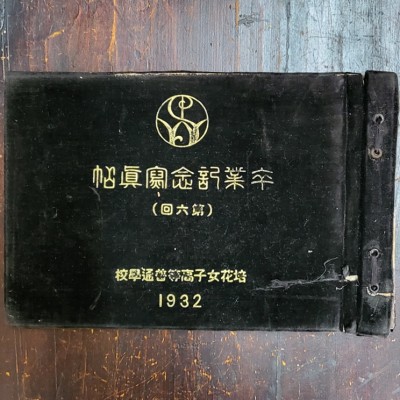 卒業記念寫眞帖
(第六回)
培花女子高等普通學校
1932